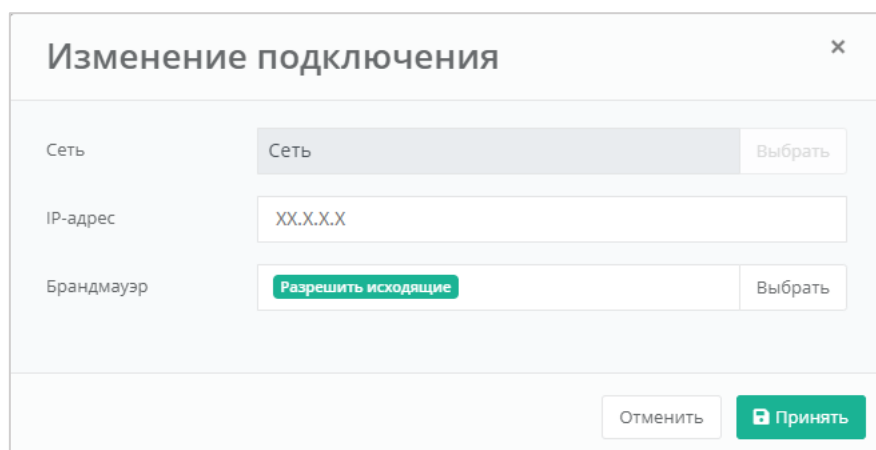 Изменение подключения ×
Сеть Сеть Выбрать
IP-адрес XX.X.X.X
Брандмауэр Разрешить исходящие Выбрать
Отменить Принять